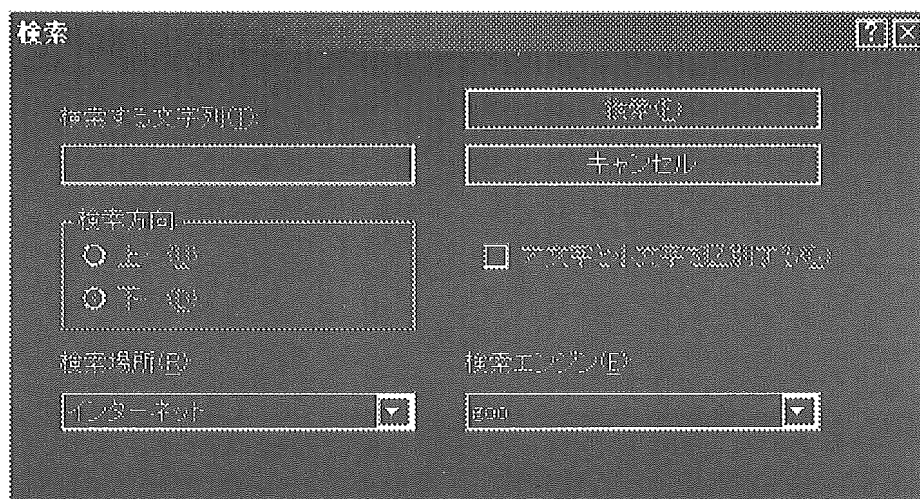 検索
検索する文字列(T):
検索(S)
キャンセル
検索方向
上 (U)
下 (D)
大文字と小文字を区別する(C)
検索場所(P):
検索エンジン(E):
インターネット
goo